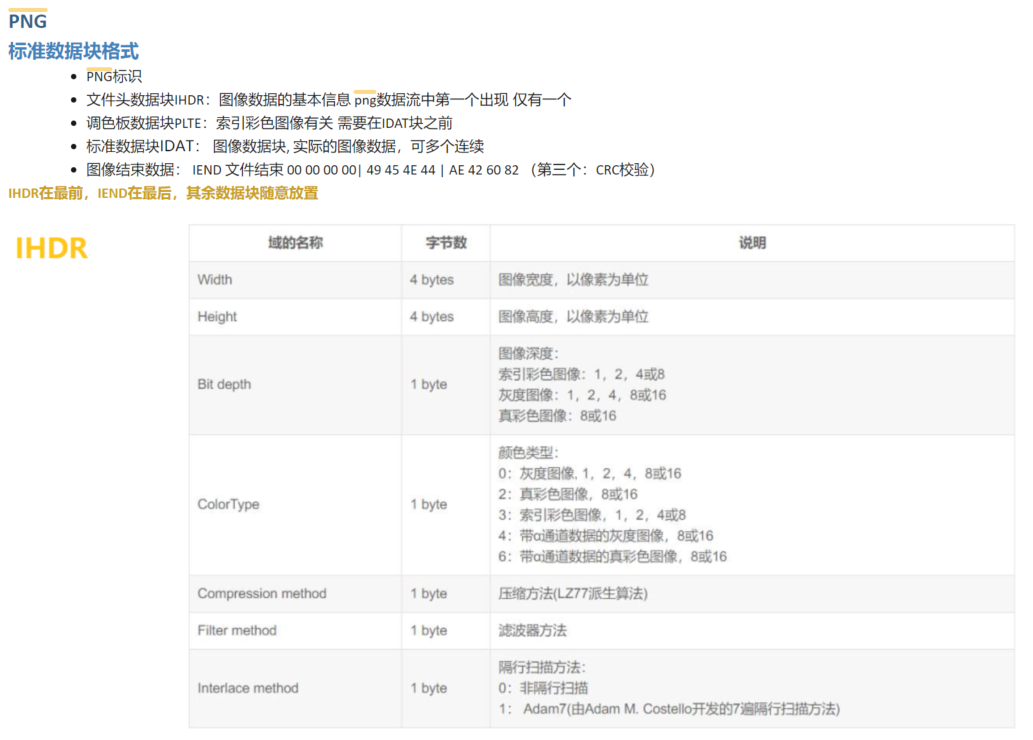 PNG
标准数据块格式
• PNG标识
• 文件头数据块IHDR：图像数据的基本信息 png数据流中第一个出现 仅有一个
• 调色板数据块PLTE：索引彩色图像有关 需要在IDAT块之前
• 标准数据块IDAT： 图像数据块, 实际的图像数据，可多个连续
• 图像结束数据： IEND 文件结束 00 00 00 00| 49 45 4E 44 | AE 42 60 82 （第三个：CRC校验）
IHDR在最前，IEND在最后，其余数据块随意放置
IHDR
域的名称 字节数 说明
Width 4 bytes 图像宽度，以像素为单位
Height 4 bytes 图像高度，以像素为单位
Bit depth 1 byte 图像深度：
索引彩色图像：1，2，4或8
灰度图像：1，2，4，8或16
真彩色图像：8或16
ColorType 1 byte 颜色类型：
0：灰度图像, 1，2，4，8或16
2：真彩色图像，8或16
3：索引彩色图像，1，2，4或8
4：带α通道数据的灰度图像，8或16
6：带α通道数据的真彩色图像，8或16
Compression method 1 byte 压缩方法(LZ77派生算法)
Filter method 1 byte 滤波器方法
Interlace method 1 byte 隔行扫描方法：
0：非隔行扫描
1： Adam7(由Adam M. Costello开发的7遍隔行扫描方法)